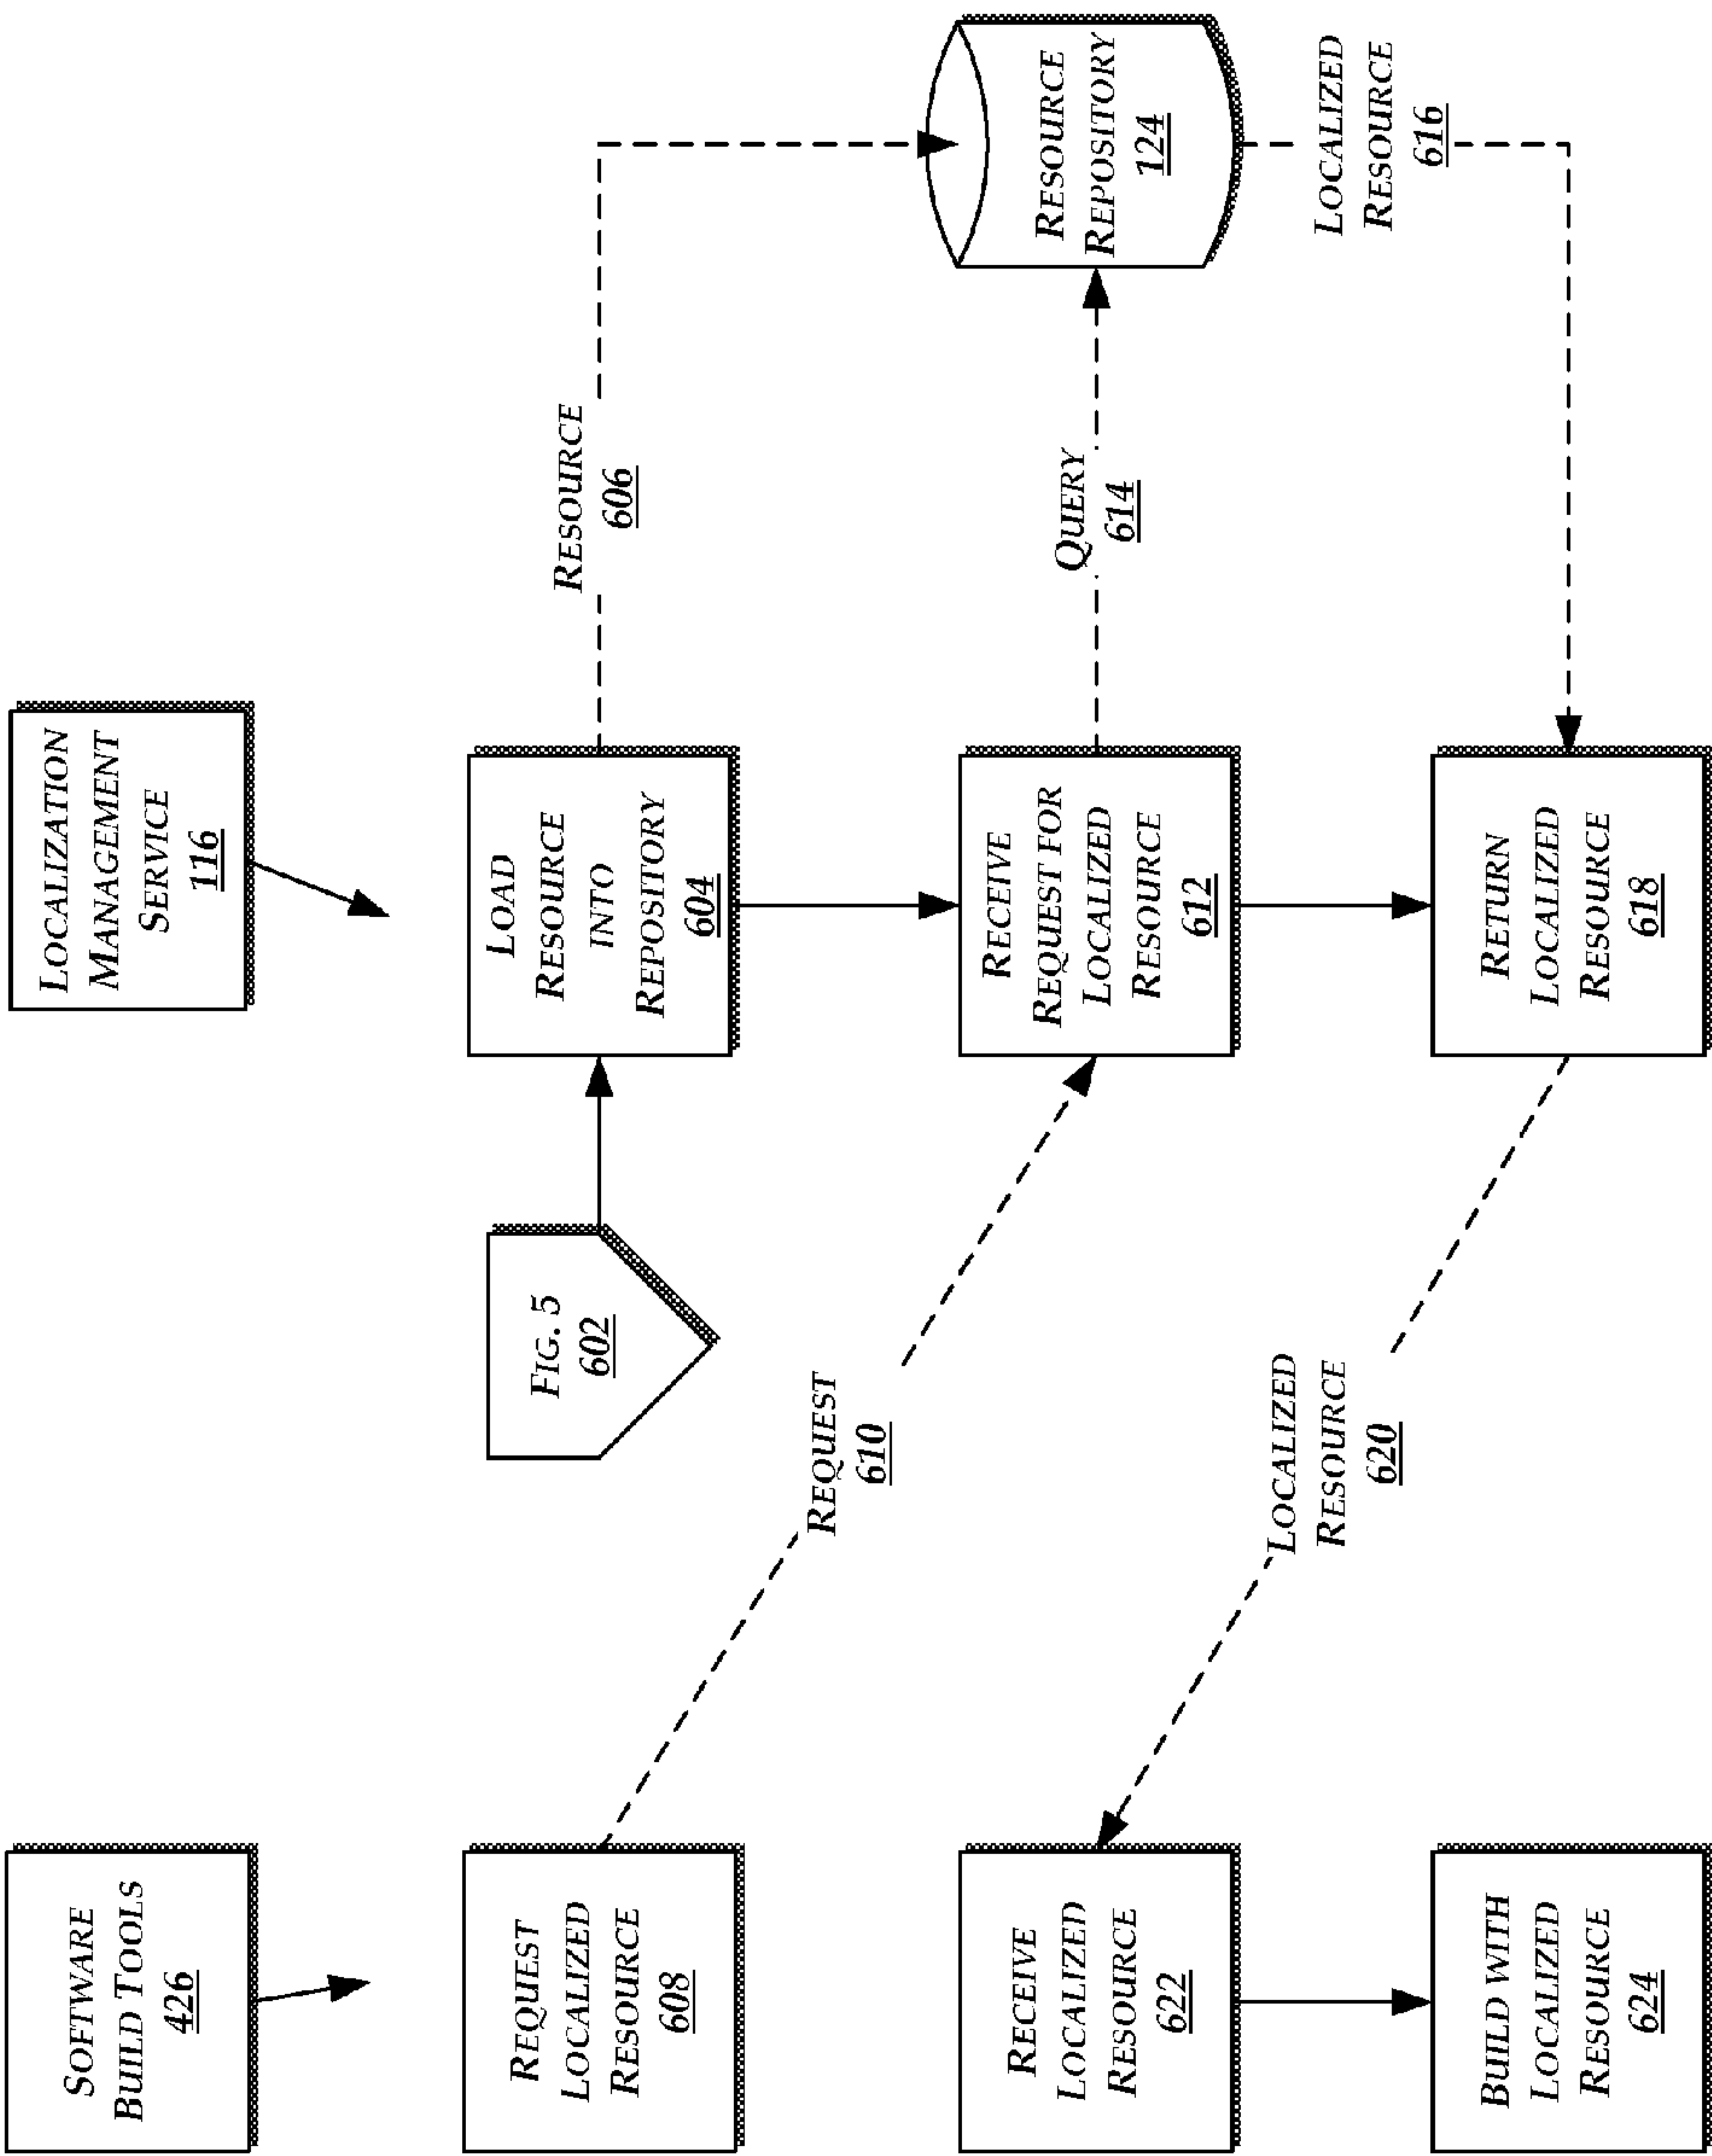 SOFTWARE
BUILD TOOLS
426
LOCALIZATION
MANAGEMENT
SERVICE
116
REQUEST
LOCALIZED
RESOURCE
608
FIG. 5
602
LOAD
RESOURCE
INTO
REPOSITORY
604
RESOURCE
606
REQUEST
610
RECEIVE
LOCALIZED
RESOURCE
622
RECEIVE
REQUEST FOR
LOCALIZED
RESOURCE
612
QUERY
614
RESOURCE
REPOSITORY
124
LOCALIZED
RESOURCE
620
LOCALIZED
RESOURCE
616
BUILD WITH
LOCALIZED
RESOURCE
624
RETURN
LOCALIZED
RESOURCE
618